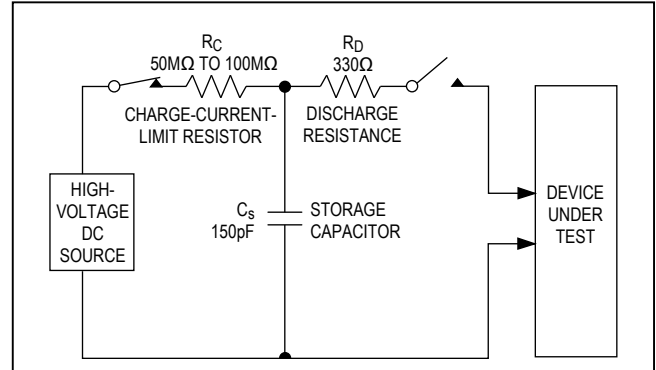 RC
50MΩ TO 100MΩ
CHARGE-CURRENT-
LIMIT RESISTOR
RD
330Ω
DISCHARGE
RESISTANCE
HIGH-
VOLTAGE
DC
SOURCE
Cs
150pF
STORAGE
CAPACITOR
DEVICE
UNDER
TEST